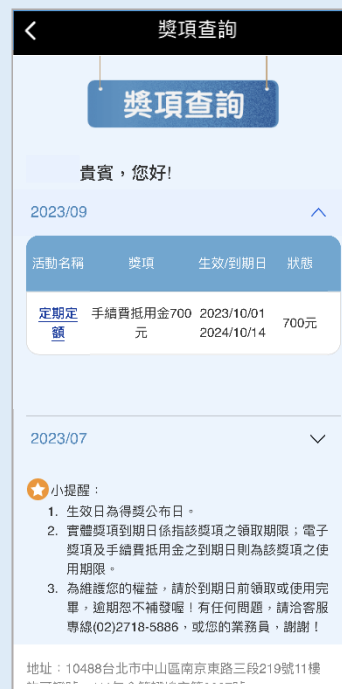 獎項查詢
獎項查詢
貴賓，您好!
2023/09
活動名稱 獎項 生效/到期日 狀態
定期定 手續費抵用金700 2023/10/01 700元
額 元 2024/10/14
2023/07
小提醒：
1. 生效日為得獎公布日。
2. 實體獎項到期日係指該獎項之領取期限；電子
獎項及手續費抵用金之到期日則為該獎項之使
用期限。
3. 為維護您的權益，請於到期日前領取或使用完
畢，逾期恕不補發喔！有任何問題，請洽客服
專線(02)2718-5886，或您的業務員，謝謝！
地址：10488台北市中山區南京東路三段219號11樓